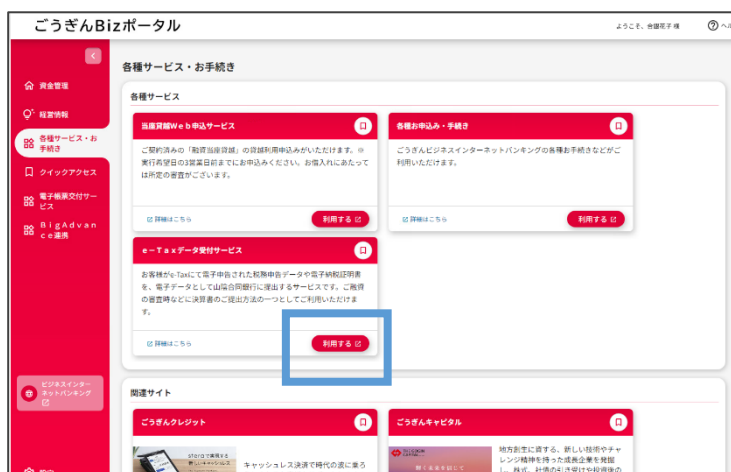 ごうぎんBizポータル
ようこそ、合銀花子 様
ヘル
各種サービス・お手続き
資金管理
経営情報
各種サービス・お
手続き
クイックアクセス
電子帳票交付サー
ビス
BigAdvan
ce連携
ビジネスインター
ネットバンキング
各種サービス
当座貸越Web申込サービス
ご契約済みの「融資当座貸越」の貸越利用申込みがいただけます。※
実行希望日の3営業日前までにお申込みください。お借入れにあたって
は所定の審査がございます。
詳細はこちら
利用する
各種お申込み・手続き
ごうぎんビジネスインターネットバンキングの各種お手続きなどがご
利用いただけます。
詳細はこちら
利用する
e-Taxデータ受付サービス
お客様がe-Taxにて電子申告された税務申告データや電子納税証明書
を、電子データとして山陰合同銀行に提出するサービスです。ご融資
の審査時などに決算書のご提出方法の一つとしてご利用いただけま
す。
詳細はこちら
利用する
関連サイト
ごうぎんクレジット
steraで実現する
新しいキャッシュレス
キャッシュレス決済で時代の波に乗ろ
ごうぎんキャピタル
地方創生に資する、新しい技術やチャ
レンジ精神を持った成長企業を発掘
し、株式、社債の引き受けや投資後の